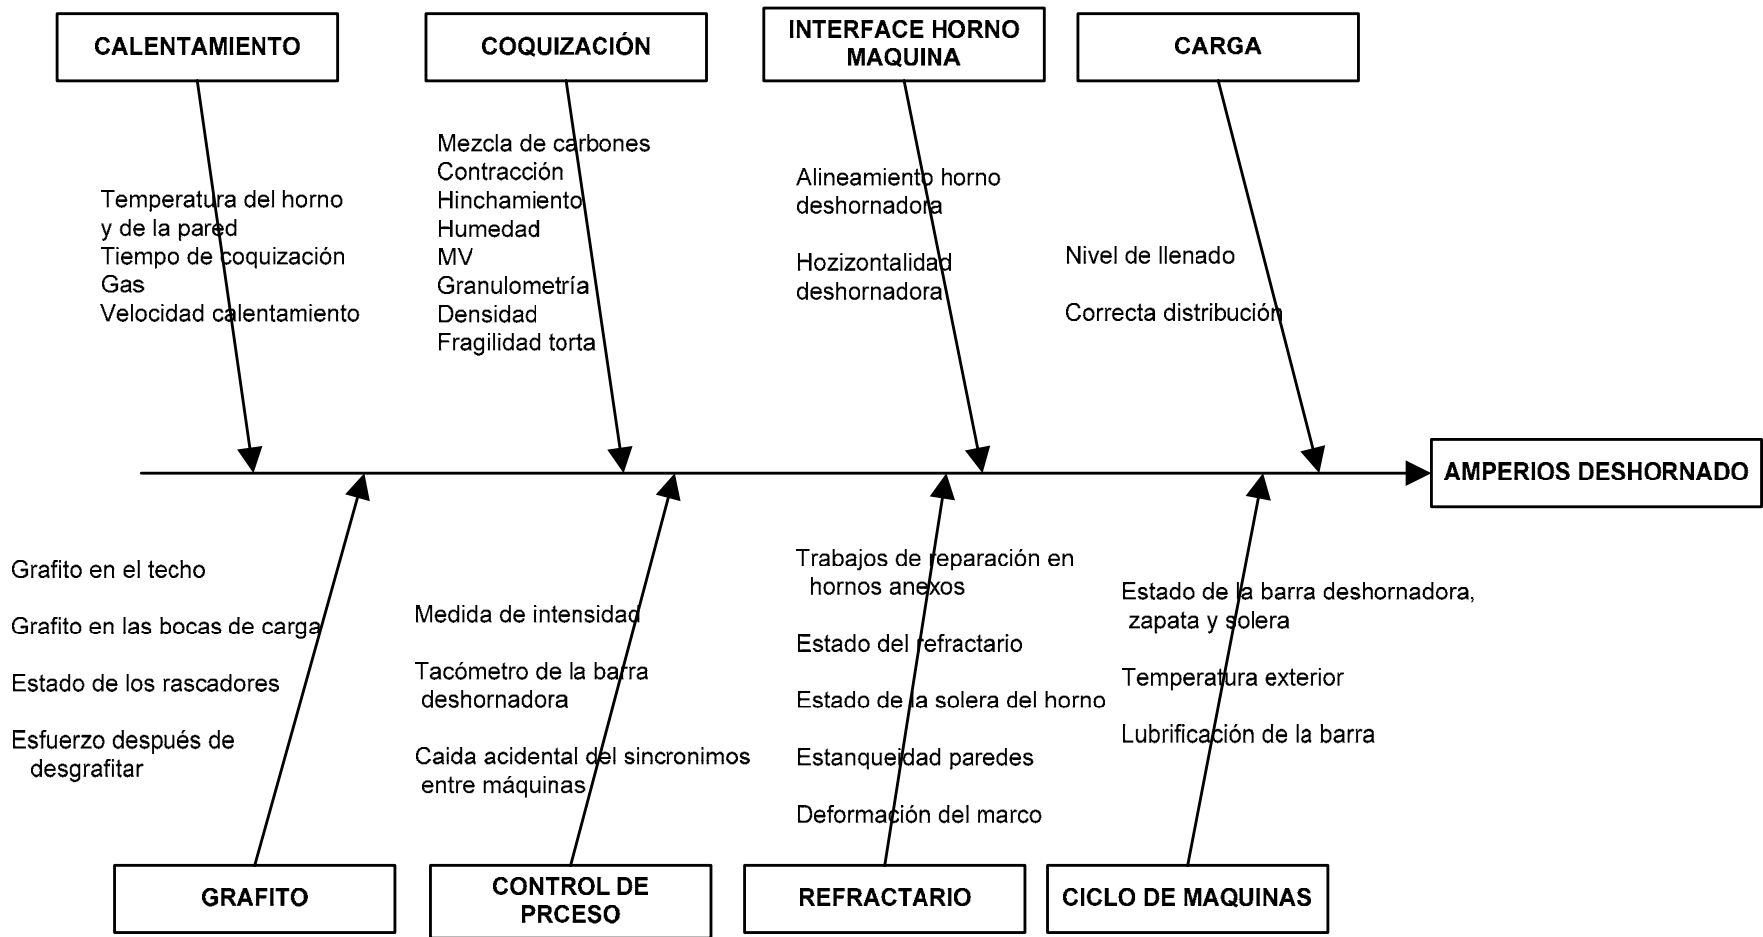 CALENTAMIENTO
COQUIZACIÓN
INTERFACE HORNO
MAQUINA
CARGA
Temperatura del horno
y de la pared
Tiempo de coquización
Gas
Velocidad calentamiento
Mezcla de carbones
Contracción
Hinchamiento
Humedad
MV
Granulometría
Densidad
Fragilidad torta
Alineamiento horno
deshornadora
Hozizontalidad
deshornadora
Nivel de llenado
Correcta distribución
AMPERIOS DESHORNADO
Grafito en el techo
Grafito en las bocas de carga
Estado de los rascadores
Esfuerzo después de
desgrafitar
Medida de intensidad
Tacómetro de la barra
deshornadora
Caida acidental del sincronimos
entre máquinas
Trabajos de reparación en
hornos anexos
Estado del refractario
Estado de la solera del horno
Estanqueidad paredes
Deformación del marco
Estado de la barra deshornadora,
zapata y solera
Temperatura exterior
Lubrificación de la barra
GRAFITO
CONTROL DE
PRCESO
REFRACTARIO
CICLO DE MAQUINAS